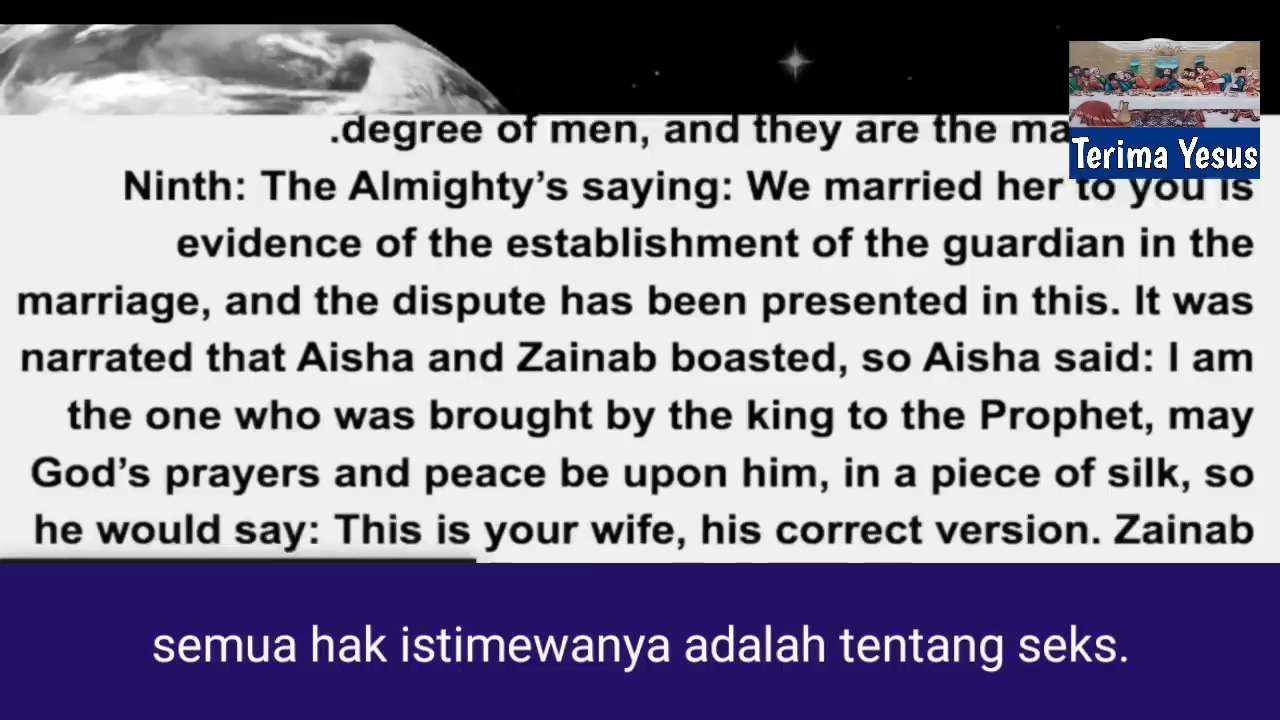 .degree of men, and they are the ma
Terima Yesus
Ninth: The Almighty's saying: We married her to you is
evidence of the establishment of the guardian in the
marriage, and the dispute has been presented in this. It was
narrated that Aisha and Zainab boasted, so Aisha said: I am
the one who was brought by the king to the Prophet, may
God's prayers and peace be upon him, in a piece of silk, so
he would say: This is your wife, his correct version. Zainab
semua hak istimewanya adalah tentang seks.